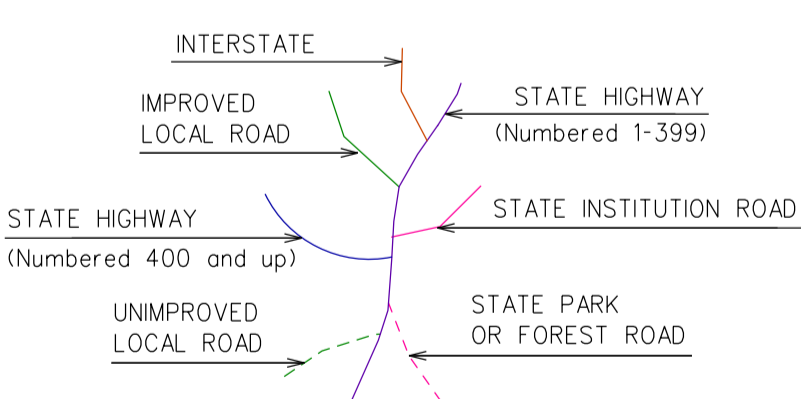 INTERSTATE
IMPROVED
LOCAL ROAD
STATE HIGHWAY
(Numbered 1-399)
STATE HIGHWAY
(Numbered 400 and up)
STATE INSTITUTION ROAD
UNIMPROVED
LOCAL ROAD
STATE PARK
OR FOREST ROAD